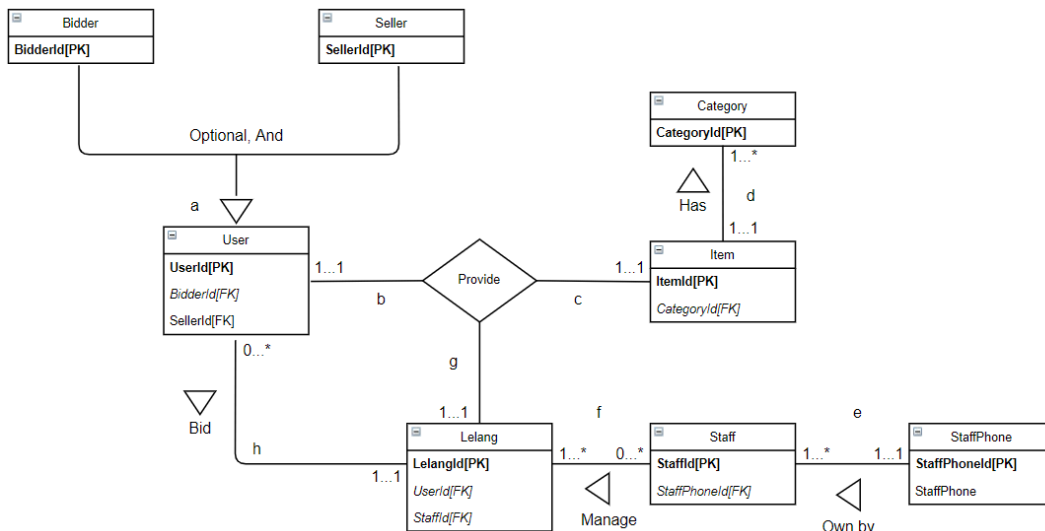 Bidder
BidderId[PK]
Seller
SellerId[PK]
Optional, And
a
Category
CategoryId[PK]
1...*
Has
d
1...1
User
UserId[PK]
BidderId[FK]
SellerId[FK]
1...1
b
Provide
1...1
c
Item
ItemId[PK]
CategoryId[FK]
0...*
Bid
h
g
1...1
1...1
Lelang
LelangId[PK]
UserId[FK]
StaffId[FK]
f
1...*
0...*
Manage
Staff
StaffId[PK]
StaffPhoneId[FK]
e
1...*
1...1
Own by
StaffPhone
StaffPhoneId[PK]
StaffPhone